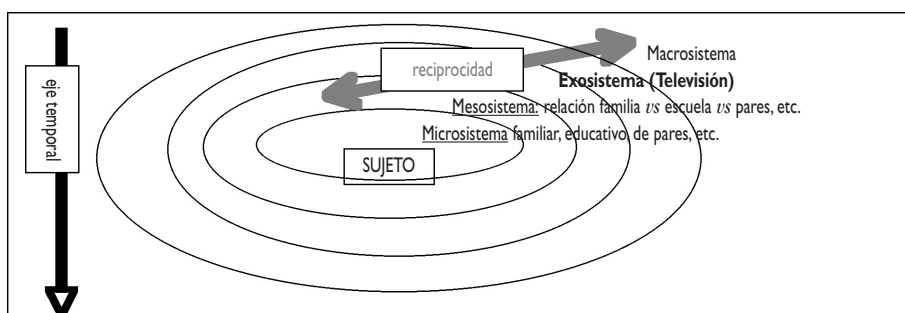 eje temporal
reciprocidad
Macrosistema
Exosistema (Televisión)
Mesosistema: relación familia vs escuela vs pares, etc.
Microsistema familiar, educativo, de pares, etc.
SUJETO